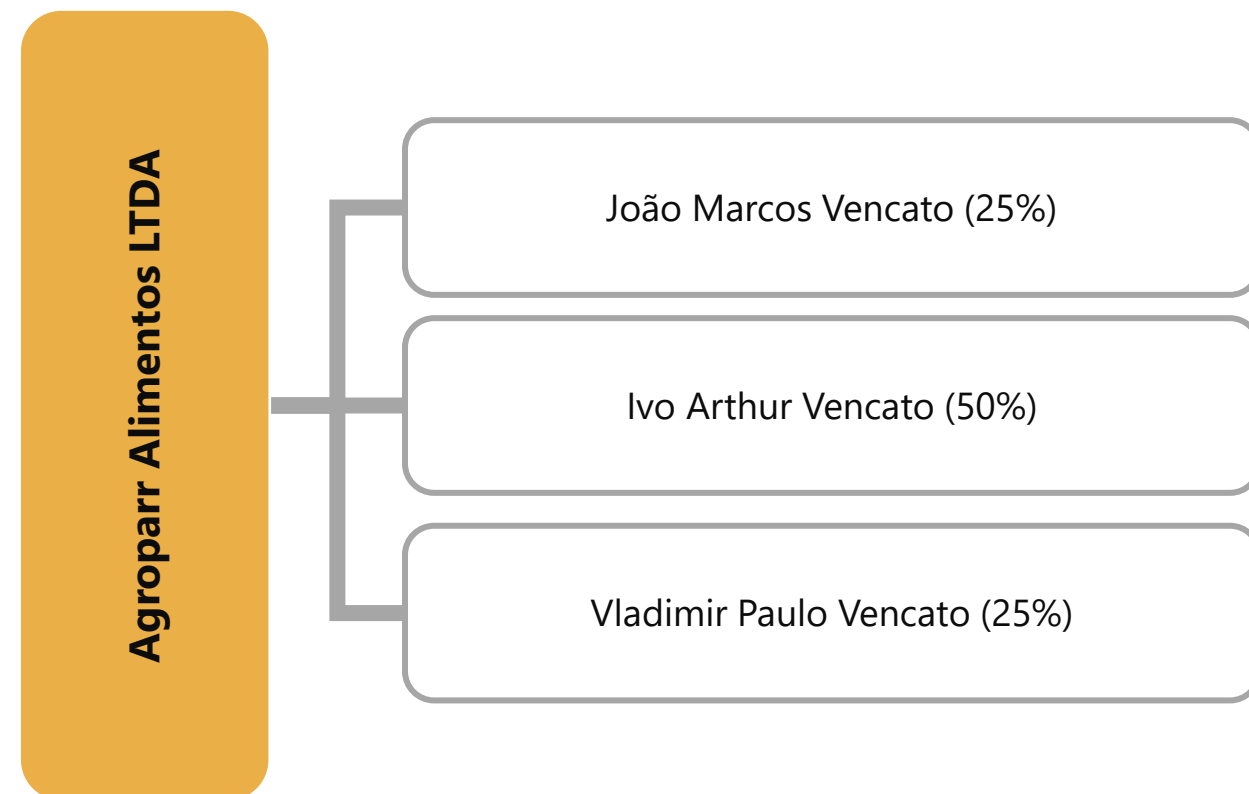 Agroparr Alimentos LTDA
João Marcos Vencato (25%)
Ivo Arthur Vencato (50%)
Vladimir Paulo Vencato (25%)